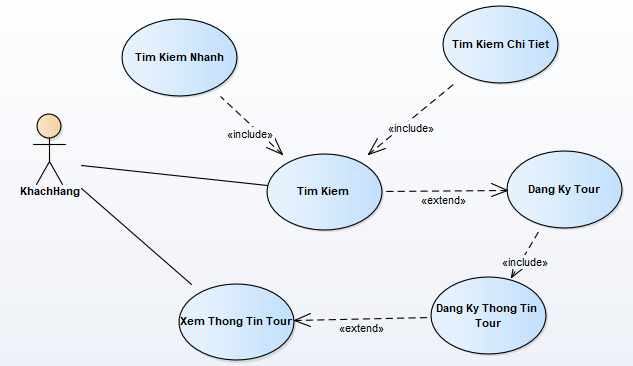 Tim Kiem Nhanh
Tim Kiem Chi Tiet
«include»
«include»
KhachHang
Tim Kiem
«extend»
Dang Ky Tour
«include»
Xem Thong Tin Tour
«extend»
Dang Ky Thong Tin
Tour